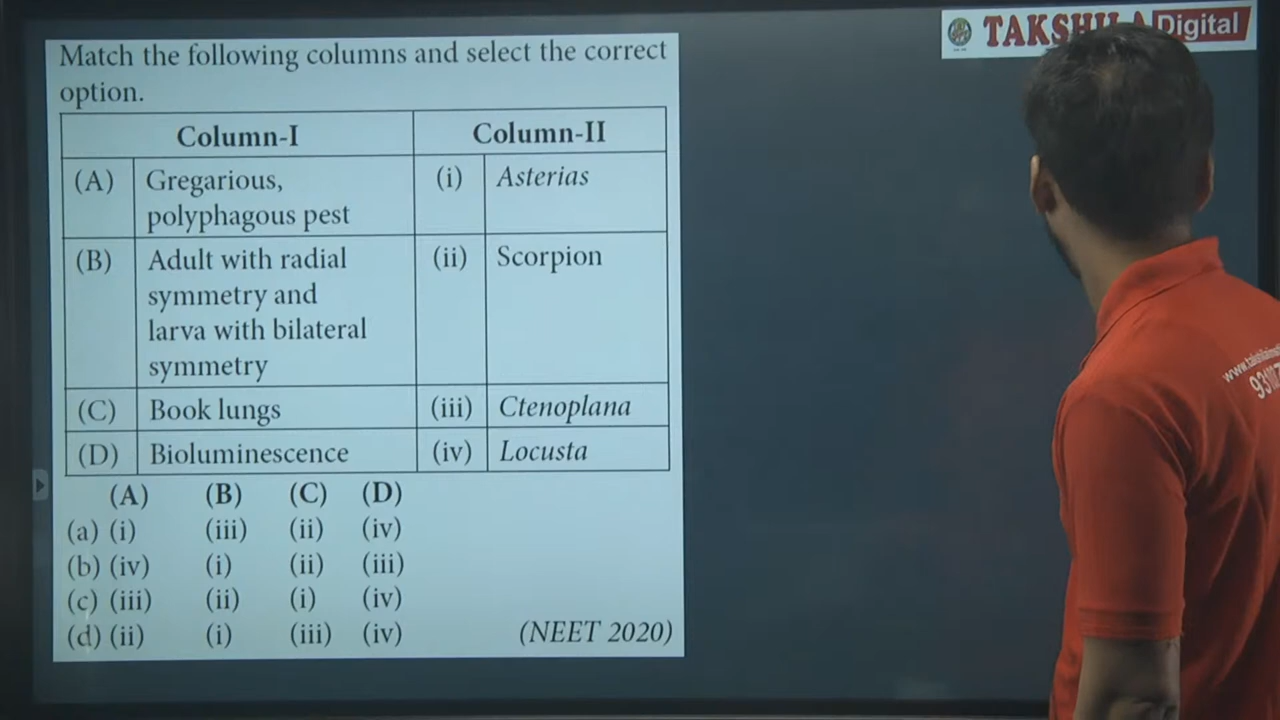 TAKSHILA Digital
Match the following columns and select the correct
option.
Column-I Column-II
(A) Gregarious, (i) Asterias
polyphagous pest
(B) Adult with radial (ii) Scorpion
symmetry and
larva with bilateral
symmetry
(C) Book lungs (iii) Ctenoplana
(D) Bioluminescence (iv) Locusta
(A) (B) (C) (D)
(a) (i) (iii) (ii) (iv)
(b) (iv) (i) (ii) (iii)
(c) (iii) (ii) (i) (iv)
(d) (ii) (i) (iii) (iv) (NEET 2020)